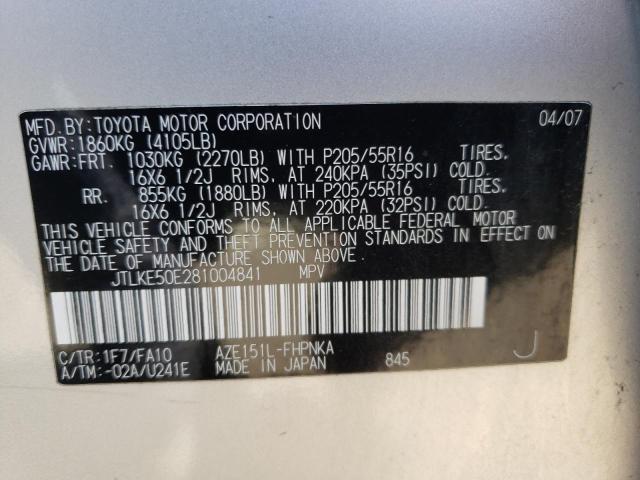 MFD.BY:TOYOTA MOTOR CORPORATION 04/07
GVWR:1860KG (4105LB)
GAWR:FRT. 1030KG (2270LB) WITH P205/55R16 TIRES.
16X6 1/2J RIMS, AT 240KPA (35PSI) COLD.
RR. 855KG (1880LB) WITH P205/55R16 TIRES.
16X6 1/2J RIMS, AT 220KPA (32PSI) COLD.
THIS VEHICLE CONFORMS TO ALL APPLICABLE FEDERAL MOTOR
VEHICLE SAFETY AND THEFT PREVENTION STANDARDS IN EFFECT ON
THE DATE OF MANUFACTURE SHOWN ABOVE.
JTLKE50E281004841 MPV
C/TR:1F7/FA10 AZE151L-FHPNKA
A/TM:-02A/U241E MADE IN JAPAN 845 J